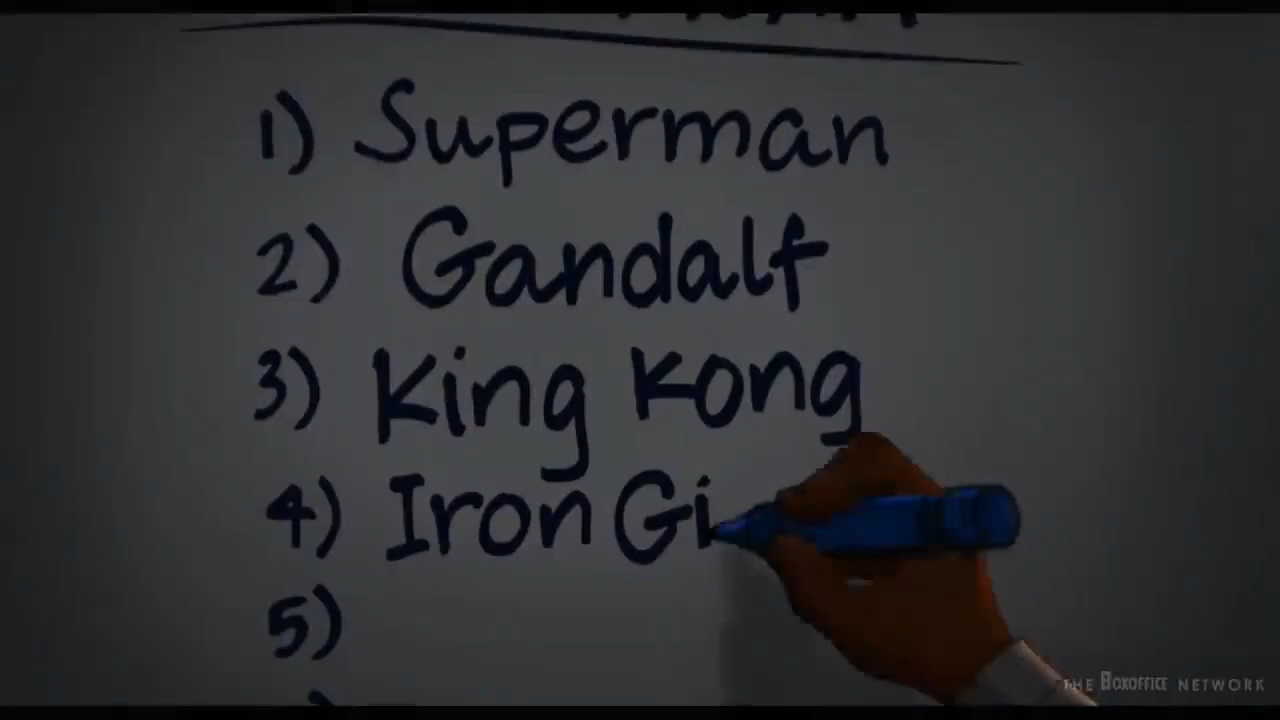 1) Superman
2) Gandalf
3) King Kong
4) Iron Gi
5)
THE BOXOFFICE NETWORK